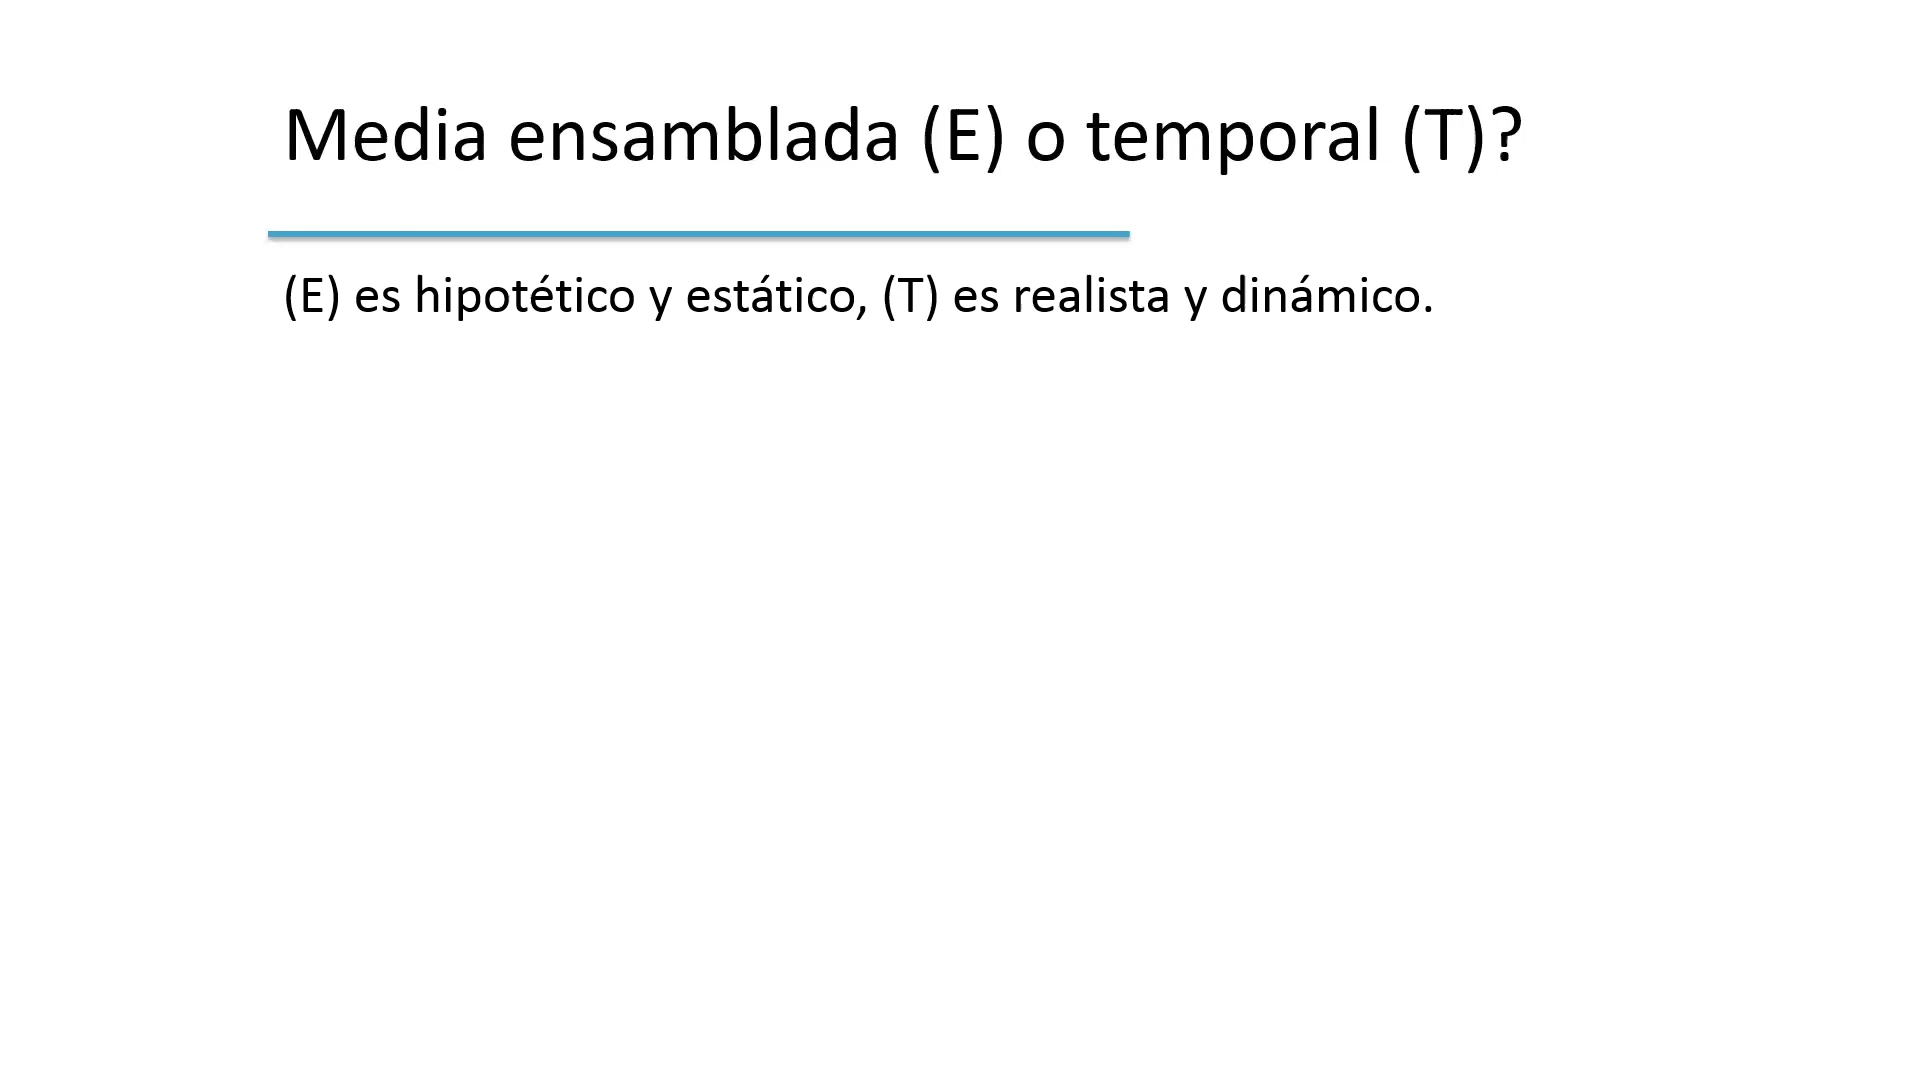 Media ensamblada (E) o temporal (T)?
(E) es hipotético y estático, (T) es realista y dinámico.